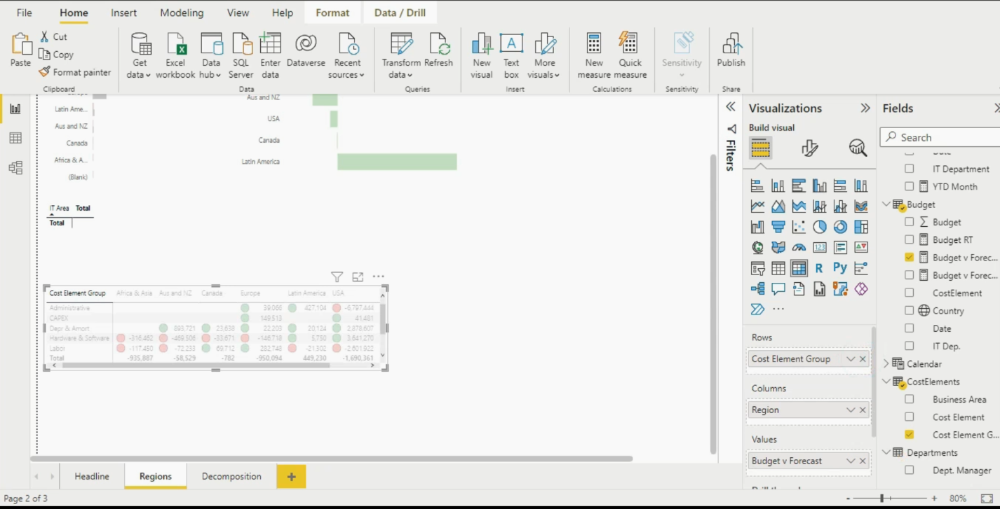 File Home Insert Modeling View Help Format Data / Drill
Paste
Cut
Copy
Format painter
Clipboard
Get data
Excel workbook
Data hub
SQL Server
Enter data
Dataverse
Recent sources
Data
Transform data
Refresh
Queries
New visual
Text box
More visuals
Insert
New measure
Quick measure
Calculations
Sensitivity
Sensitivity
Publish
Share
Latin Ame...
Aus and NZ
Canada
Africa & A...
(Blank)
Aus and NZ
USA
Canada
Latin America
IT Area Total
Total
Cost Element Group Africa & Asia Aus and NZ Canada Europe Latin America USA
Administrative 39,066 427,104 -6,797,444
CAPEX 149,513 41,481
Depr & Amort 893,721 23,638 22,203 20,124 2,878,607
Hardware & Software -316,462 -469,506 -33,671 -146,718 5,750 3,641,270
Labor -117,450 -72,233 69,712 282,748 -21,302 -2,601,922
Total -935,887 -58,529 -782 -950,094 449,230 -1,690,361
Filters
Visualizations
Build visual
123
R
Py
Rows
Cost Element Group
Columns
Region
Values
Budget v Forecast
Fields
Search
IT Department
YTD Month
Budget
Budget
Budget RT
Budget v Forec...
Budget v Forec...
CostElement
Country
Date
IT Dep.
Calendar
CostElements
Business Area
Cost Element
Cost Element G...
Departments
Dept. Manager
Headline Regions Decomposition +
Page 2 of 3
- + 80%